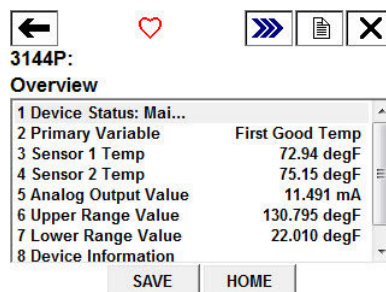 3144P:
Overview
1 Device Status: Mai...
2 Primary Variable First Good Temp
3 Sensor 1 Temp 72.94 degF
4 Sensor 2 Temp 75.15 degF
5 Analog Output Value 11.491 mA
6 Upper Range Value 130.795 degF
7 Lower Range Value 22.010 degF
8 Device Information
SAVE HOME